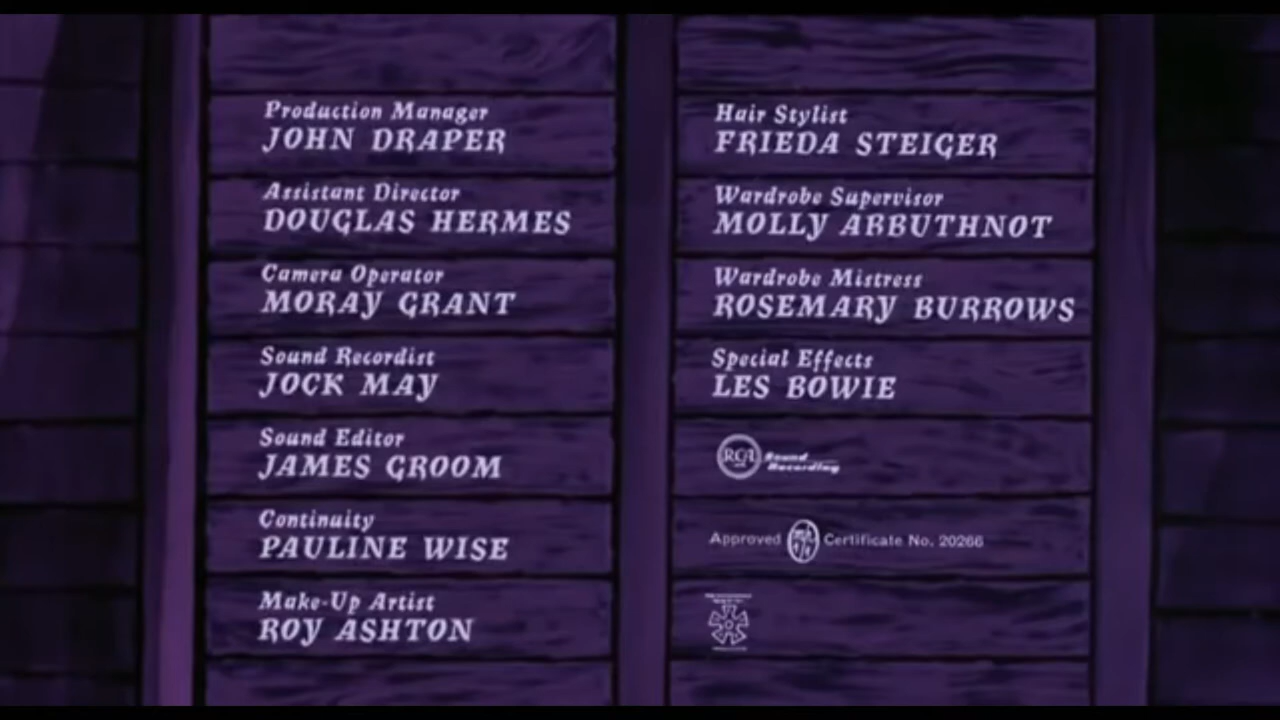 Production Manager
JOHN DRAPER
Assistant Director
DOUGLAS HERMES
Camera Operator
MORAY GRANT
Sound Recordist
JOCK MAY
Sound Editor
JAMES GROOM
Continuity
PAULINE WISE
Make-Up Artist
ROY ASHTON
Hair Stylist
FRIEDA STEIGER
Wardrobe Supervisor
MOLLY ARBUTHNOT
Wardrobe Mistress
ROSEMARY BURROWS
Special Effects
LES BOWIE
RCA Sound
Recording
Approved Certificate No. 20266